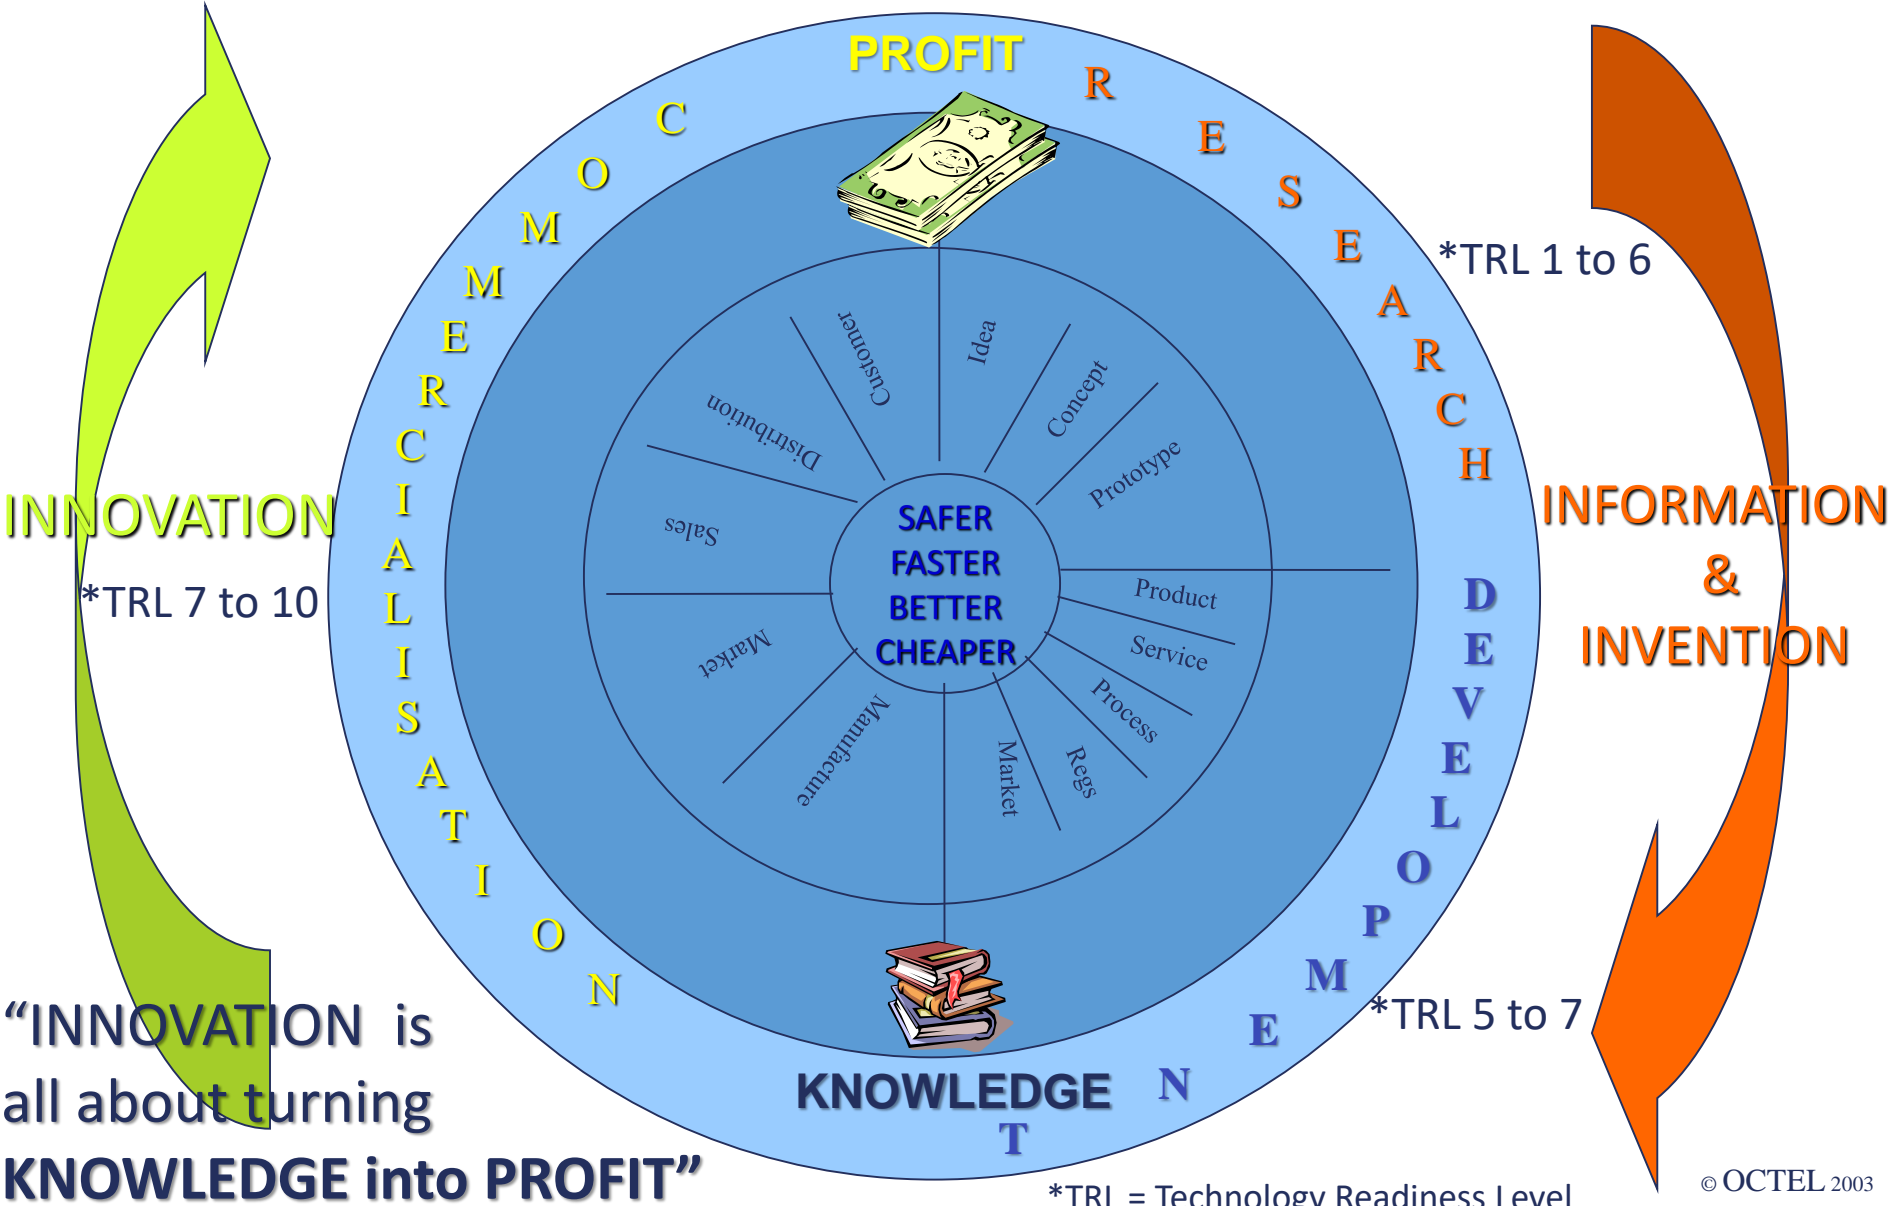 PROFIT
RESEARCH
*TRL 1 to 6
INFORMATION
&
INVENTION
DEVELOPMENT
*TRL 5 to 7
KNOWLEDGE
COMMERCIALISATION
INNOVATION
*TRL 7 to 10
Idea
Concept
Prototype
Product
Service
Process
Regs
Market
Manufacture
Market
Sales
Distribution
Customer
SAFER
FASTER
BETTER
CHEAPER
“INNOVATION is
all about turning
KNOWLEDGE into PROFIT”
*TRL = Technology Readiness Level
© OCTEL 2003